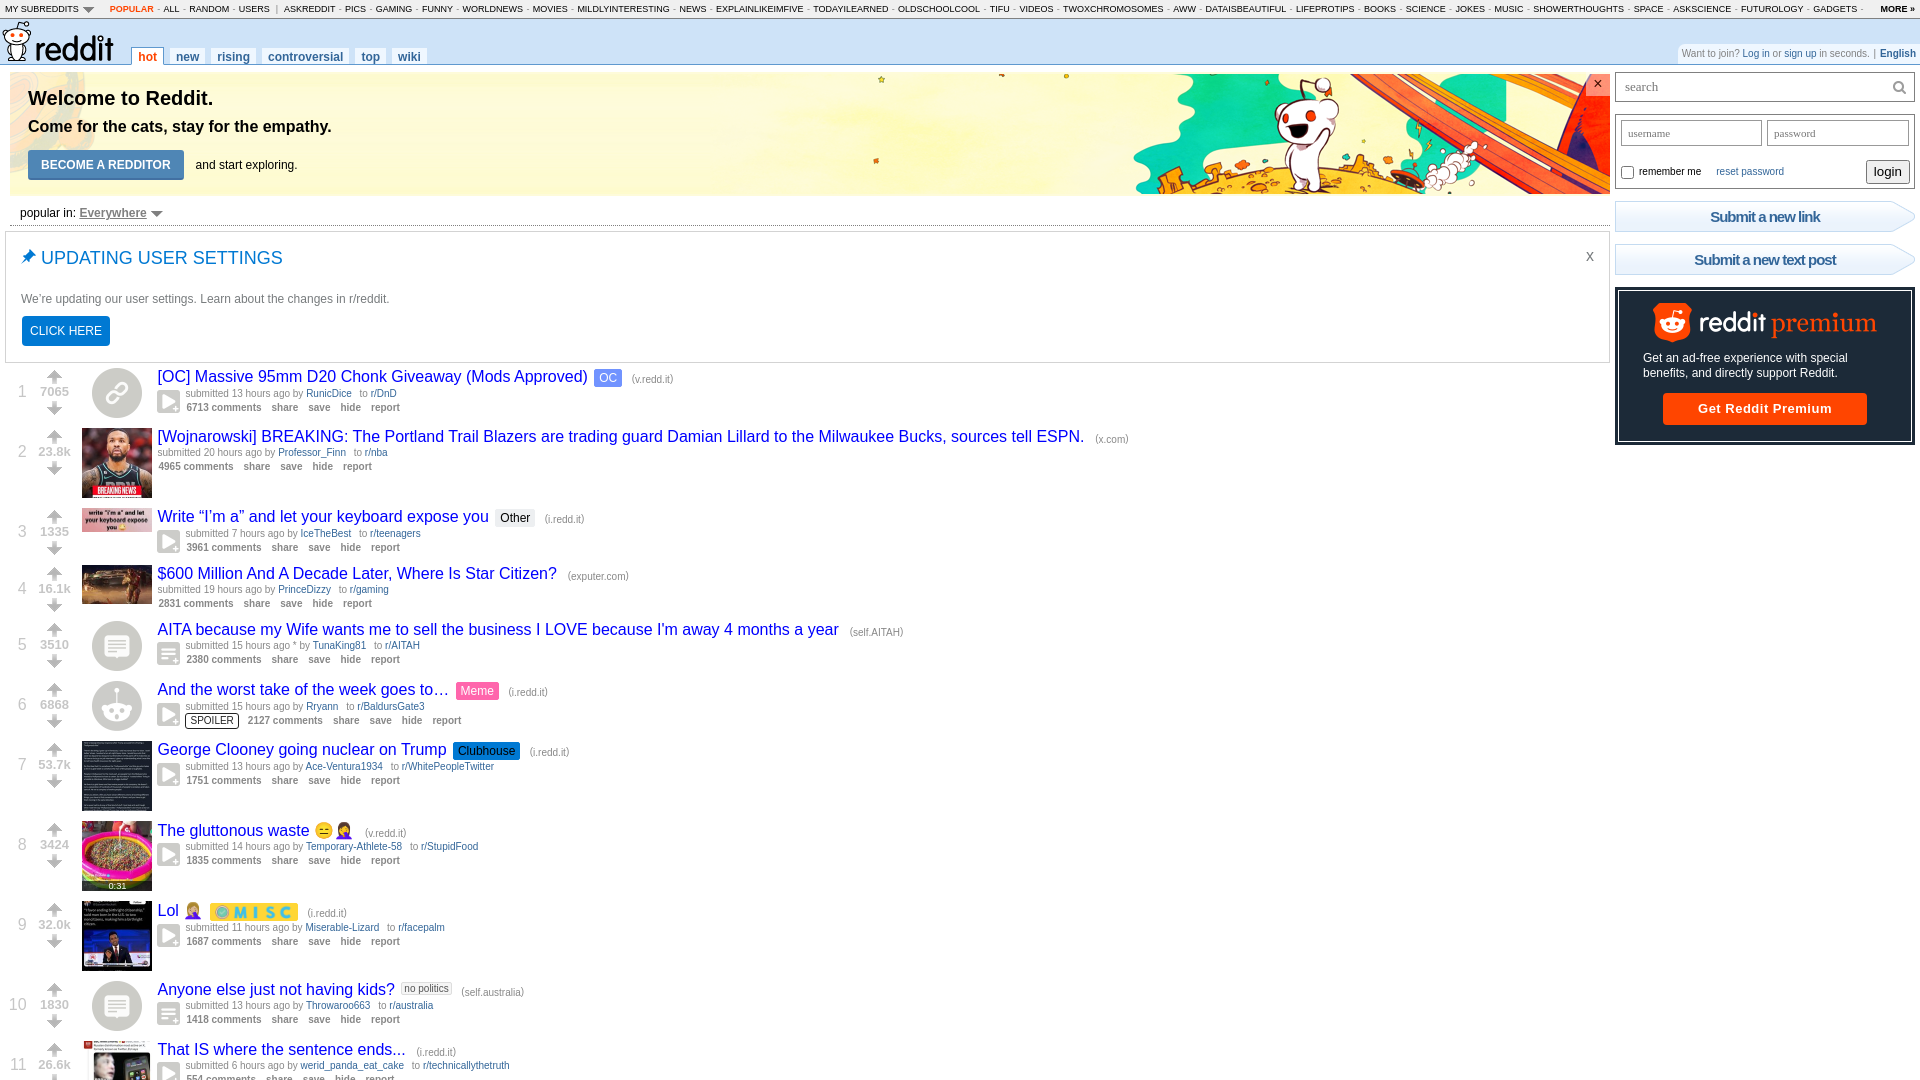 MY SUBREDDITS POPULAR - ALL - RANDOM - USERS | ASKREDDIT - PICS - GAMING - FUNNY - WORLDNEWS - MOVIES - MILDLYINTERESTING - NEWS - EXPLAINLIKEIMFIVE - TODAYILEARNED - OLDSCHOOLCOOL - TIFU - VIDEOS - TWOXCHROMOSOMES - AWW - DATAISBEAUTIFUL - LIFEPROTIPS - BOOKS - SCIENCE - JOKES - MUSIC - SHOWERTHOUGHTS - SPACE - ASKSCIENCE - FUTUROLOGY - GADGETS - MORE »
reddit hot new rising controversial top wiki
Want to join? Log in or sign up in seconds. | English
Welcome to Reddit.
Come for the cats, stay for the empathy.
BECOME A REDDITOR and start exploring.
×
popular in: Everywhere
UPDATING USER SETTINGS
x
We're updating our user settings. Learn about the changes in r/reddit.
CLICK HERE
1 7065 [OC] Massive 95mm D20 Chonk Giveaway (Mods Approved) OC (v.redd.it)
submitted 13 hours ago by RunicDice to r/DnD
6713 comments share save hide report
2 23.8k [Wojnarowski] BREAKING: The Portland Trail Blazers are trading guard Damian Lillard to the Milwaukee Bucks, sources tell ESPN. (x.com)
submitted 20 hours ago by Professor_Finn to r/nba
4965 comments share save hide report
BREAKING NEWS
3 1335 Write “I’m a” and let your keyboard expose you Other (i.redd.it)
write "i'm a" and let
your keyboard expose
you
submitted 7 hours ago by IceTheBest to r/teenagers
3961 comments share save hide report
4 16.1k $600 Million And A Decade Later, Where Is Star Citizen? (exputer.com)
submitted 19 hours ago by PrinceDizzy to r/gaming
2831 comments share save hide report
5 3510 AITA because my Wife wants me to sell the business I LOVE because I'm away 4 months a year (self.AITAH)
submitted 15 hours ago * by TunaKing81 to r/AITAH
2380 comments share save hide report
6 6868 And the worst take of the week goes to… Meme (i.redd.it)
submitted 15 hours ago by Rryann to r/BaldursGate3
SPOILER 2127 comments share save hide report
7 53.7k George Clooney going nuclear on Trump Clubhouse (i.redd.it)
submitted 13 hours ago by Ace-Ventura1934 to r/WhitePeopleTwitter
1751 comments share save hide report
8 3424 The gluttonous waste 😑🤦‍♀️ (v.redd.it)
submitted 14 hours ago by Temporary-Athlete-58 to r/StupidFood
1835 comments share save hide report
0:31
9 32.0k Lol 🤦🏼‍♀️ MISC (i.redd.it)
submitted 11 hours ago by Miserable-Lizard to r/facepalm
1687 comments share save hide report
10 1830 Anyone else just not having kids? no politics (self.australia)
submitted 13 hours ago by Throwaroo663 to r/australia
1418 comments share save hide report
11 26.6k That IS where the sentence ends... (i.redd.it)
submitted 6 hours ago by werid_panda_eat_cake to r/technicallythetruth
554 comments share save hide report
search
username password
remember me reset password login
Submit a new link
Submit a new text post
reddit premium
Get an ad-free experience with special
benefits, and directly support Reddit.
Get Reddit Premium